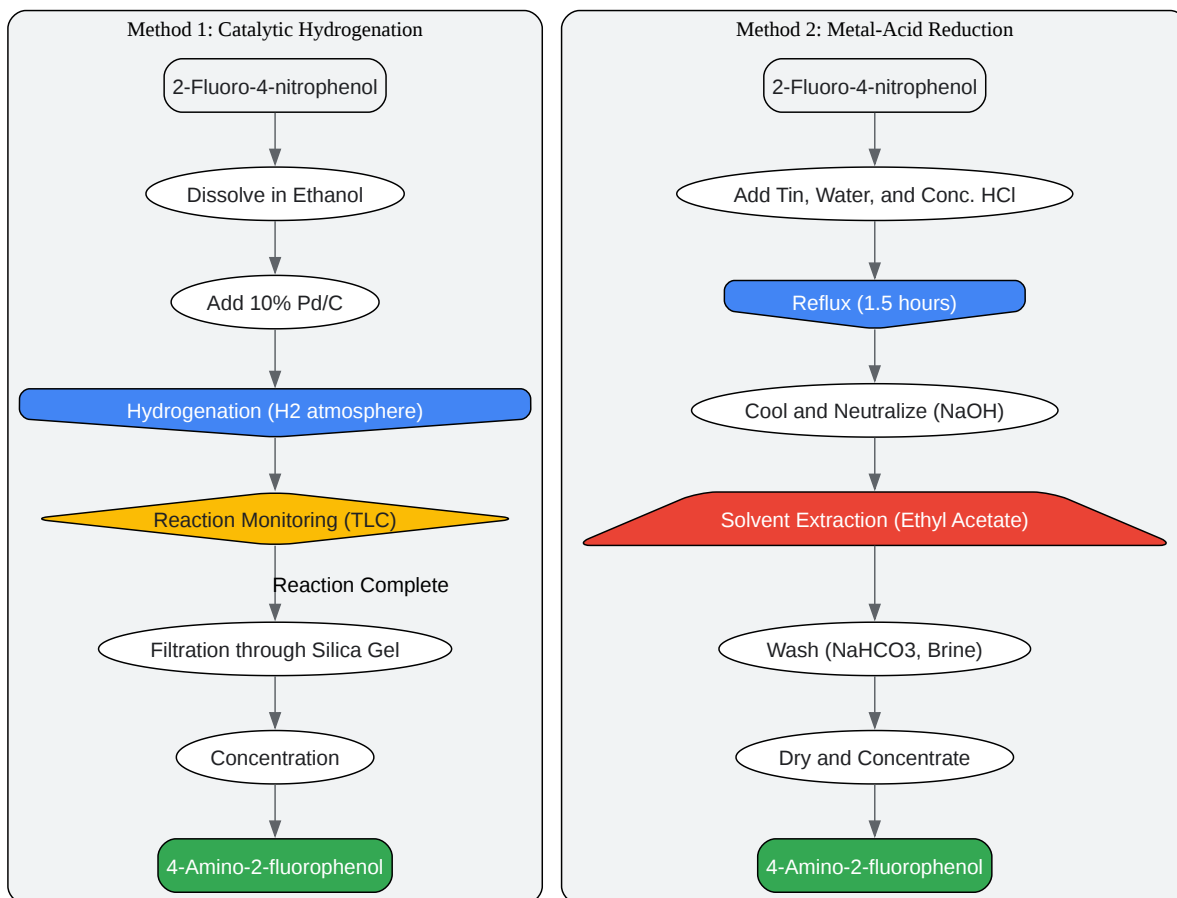 Method 1: Catalytic Hydrogenation
2-Fluoro-4-nitrophenol
Dissolve in Ethanol
Add 10% Pd/C
Hydrogenation (H2 atmosphere)
Reaction Monitoring (TLC)
Reaction Complete
Filtration through Silica Gel
Concentration
4-Amino-2-fluorophenol
Method 2: Metal-Acid Reduction
2-Fluoro-4-nitrophenol
Add Tin, Water, and Conc. HCl
Reflux (1.5 hours)
Cool and Neutralize (NaOH)
Solvent Extraction (Ethyl Acetate)
Wash (NaHCO3, Brine)
Dry and Concentrate
4-Amino-2-fluorophenol